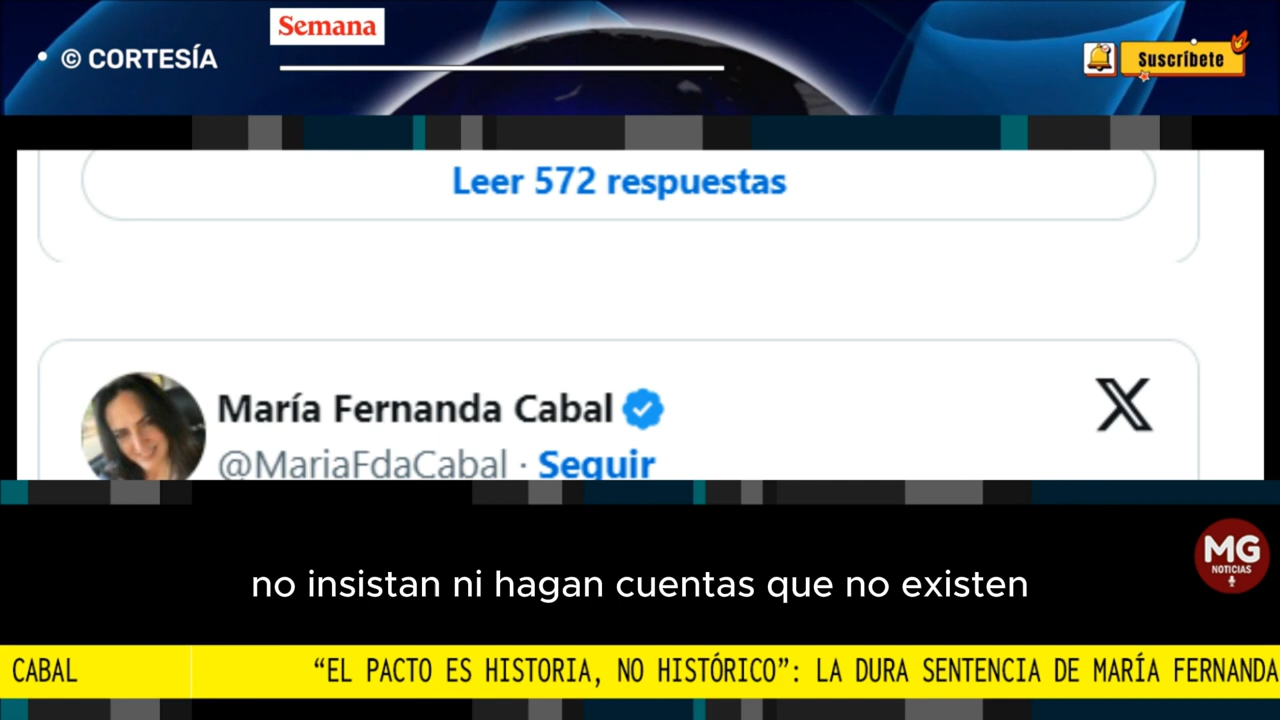 © CORTESÍA
Semana
Suscríbete
Leer 572 respuestas
María Fernanda Cabal
@MariaFdaCabal · Seguir
MG
NOTICIAS
no insistan ni hagan cuentas que no existen
CABAL “EL PACTO ES HISTORIA, NO HISTÓRICO”: LA DURA SENTENCIA DE MARÍA FERNANDA